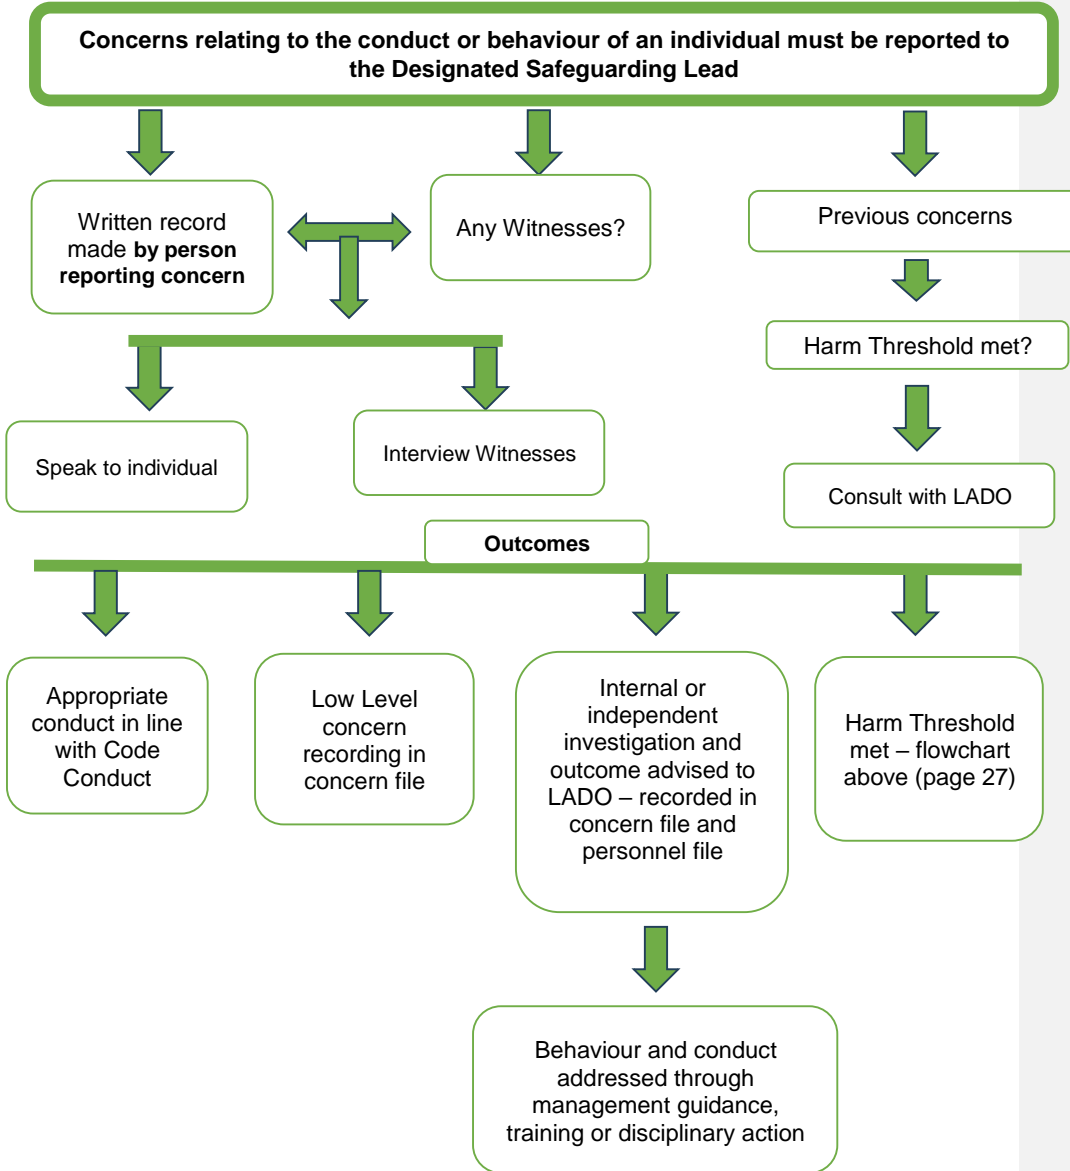 Concerns relating to the conduct or behaviour of an individual must be reported to
the Designated Safeguarding Lead
Written record
made by person
reporting concern
Any Witnesses?
Previous concerns
Harm Threshold met?
Speak to individual
Interview Witnesses
Consult with LADO
Outcomes
Appropriate
conduct in line
with Code
Conduct
Low Level
concern
recording in
concern file
Internal or
independent
investigation and
outcome advised to
LADO – recorded in
concern file and
personnel file
Harm Threshold
met – flowchart
above (page 27)
Behaviour and conduct
addressed through
management guidance,
training or disciplinary action